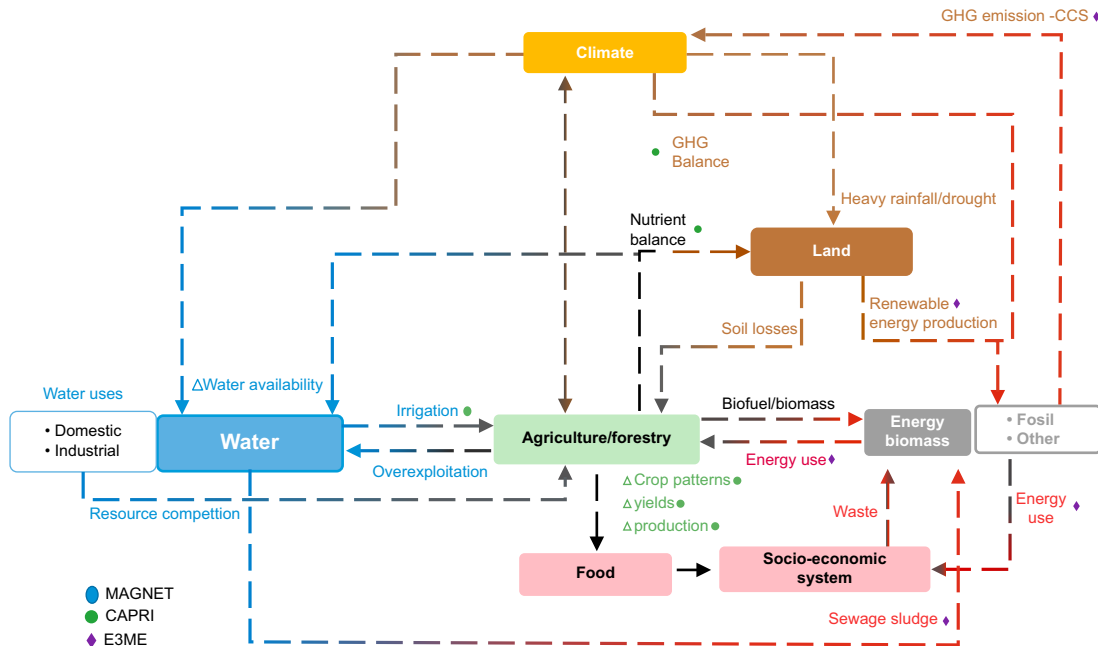 GHG emission -CCS
Climate
GHG
Balance
Heavy rainfall/drought
Nutrient
balance
Land
Renewable
energy production
Soil losses
ΔWater availability
Water uses
• Domestic
• Industrial
Water
Irrigation
Overexploitation
Agriculture/forestry
Biofuel/biomass
Energy use
Energy
biomass
• Fosil
• Other
Resource compettion
Δ Crop patterns
Δ yields
Δ production
Waste
Energy
use
Food
Socio-economic
system
Sewage sludge
MAGNET
CAPRI
E3ME